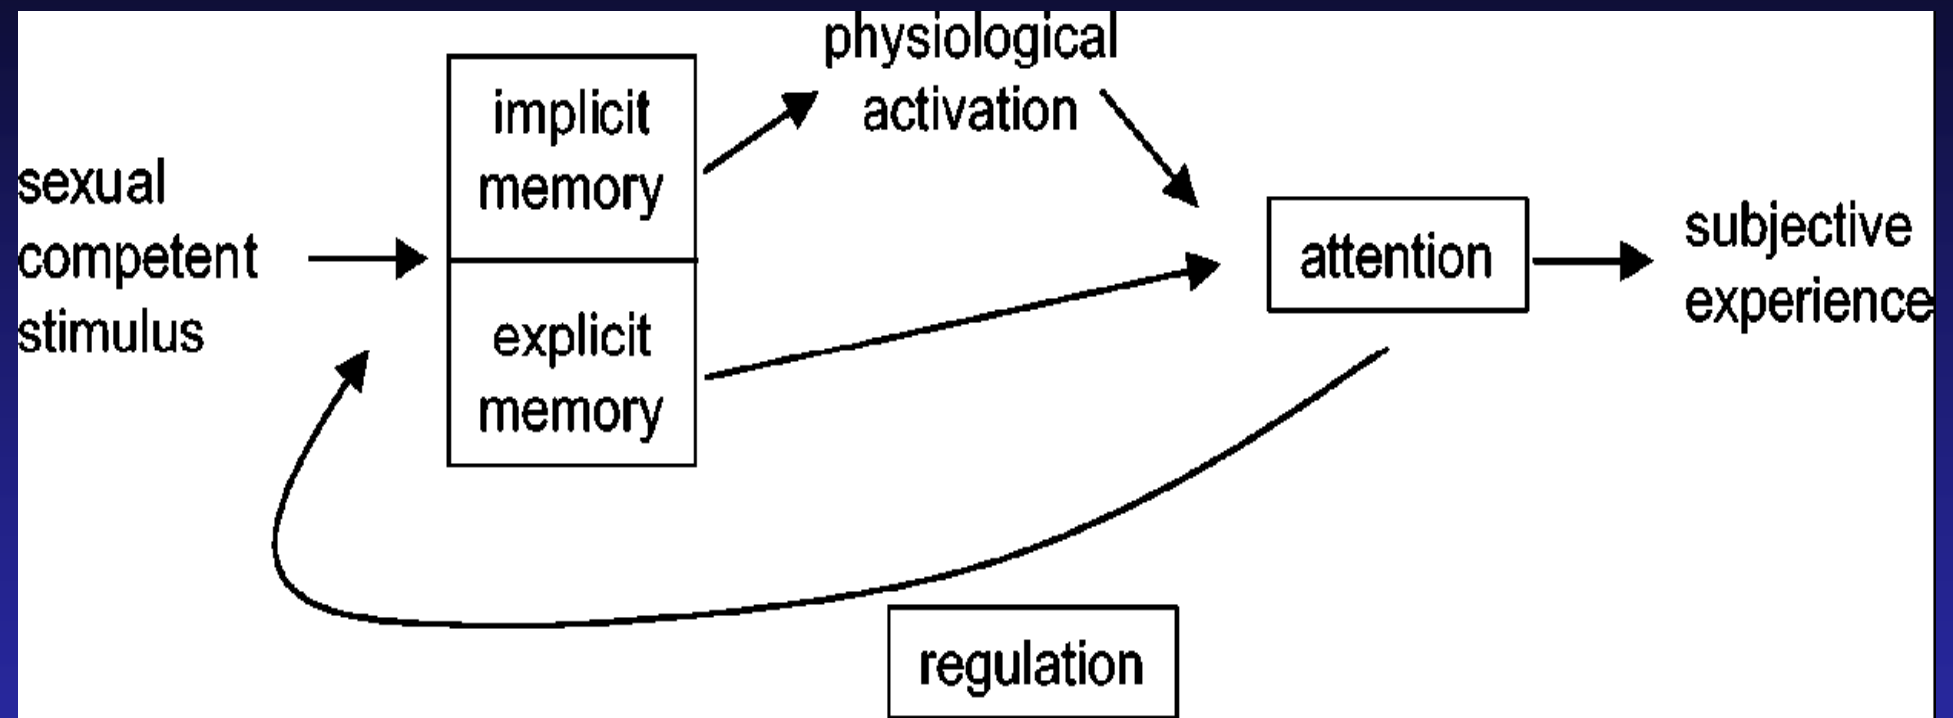 sexual
competent
stimulus
implicit
memory
explicit
memory
physiological
activation
attention
subjective
experience
regulation